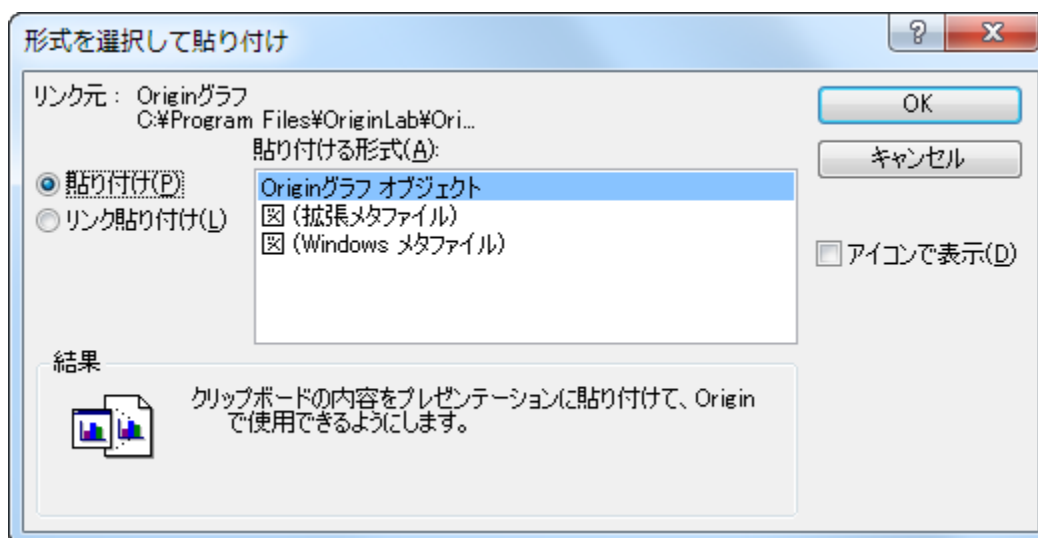 形式を選択して貼り付け
リンク元： Originグラフ
C:¥Program Files¥OriginLab¥Ori...
貼り付ける形式(A):
貼り付け(P)
リンク貼り付け(L)
Originグラフ オブジェクト
図 (拡張メタファイル)
図 (Windows メタファイル)
OK
キャンセル
アイコンで表示(D)
結果
クリップボードの内容をプレゼンテーションに貼り付けて、Origin
で使用できるようにします。